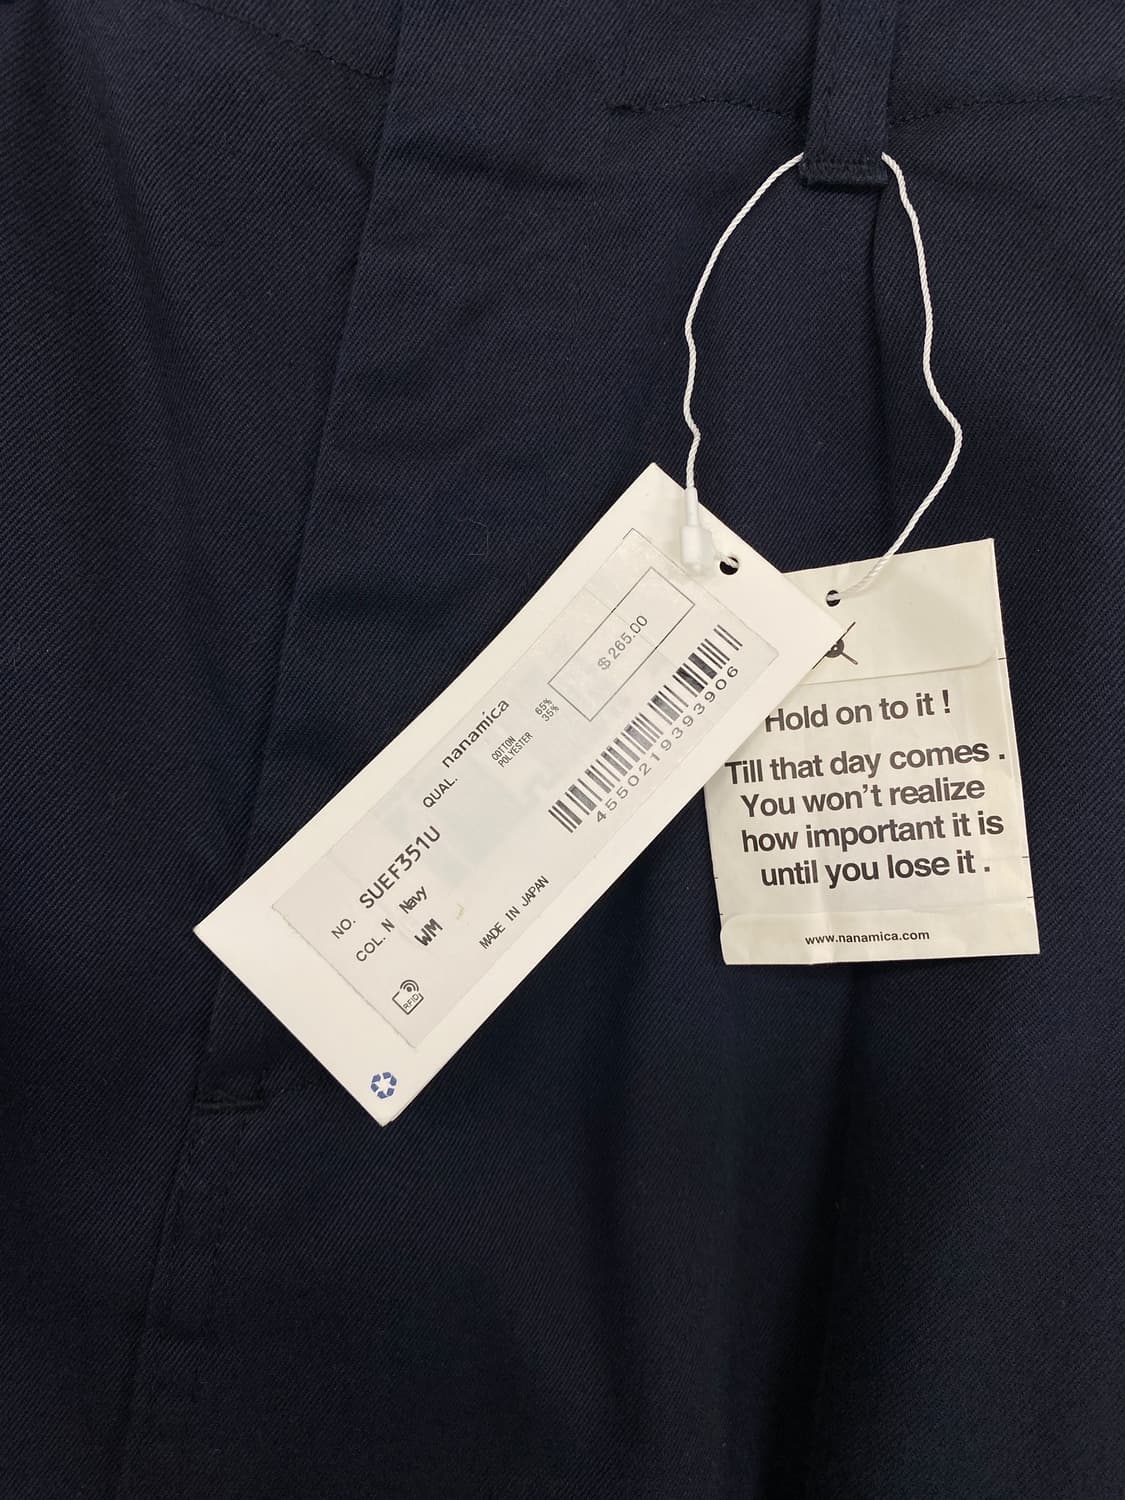 $ 265.00
nanamica
QUAL.
COTTON 65%
POLYESTER 35%
4550219393906
NO. SUEF351U
COL. N Navy
WM
MADE IN JAPAN
RFID
Hold on to it !
Till that day comes .
You won't realize
how important it is
until you lose it .
www.nanamica.com